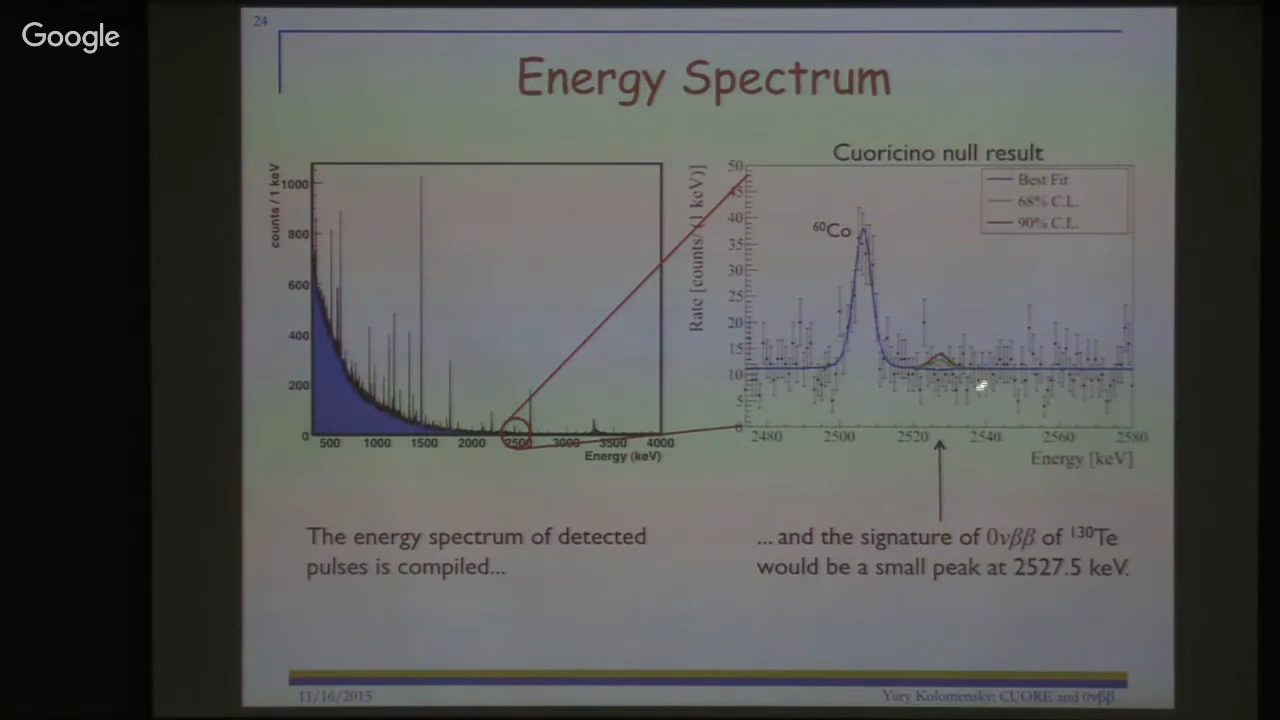 Google
24
Energy Spectrum
counts / 1 keV
1000
800
600
400
200
0
500 1000 1500 2000 2500 3000 3500 4000
Energy (keV)
Cuoricino null result
Rate [counts/ (1 keV)]
50
45
40
35
30
25
20
15
10
5
0
60Co
Best Fit
68% C.L.
90% C.L.
2480 2500 2520 2540 2560 2580
Energy [keV]
The energy spectrum of detected
pulses is compiled...
... and the signature of 0νββ of 130Te
would be a small peak at 2527.5 keV.
11/16/2015
Yury Kolomensky: CUORE and 0νββ